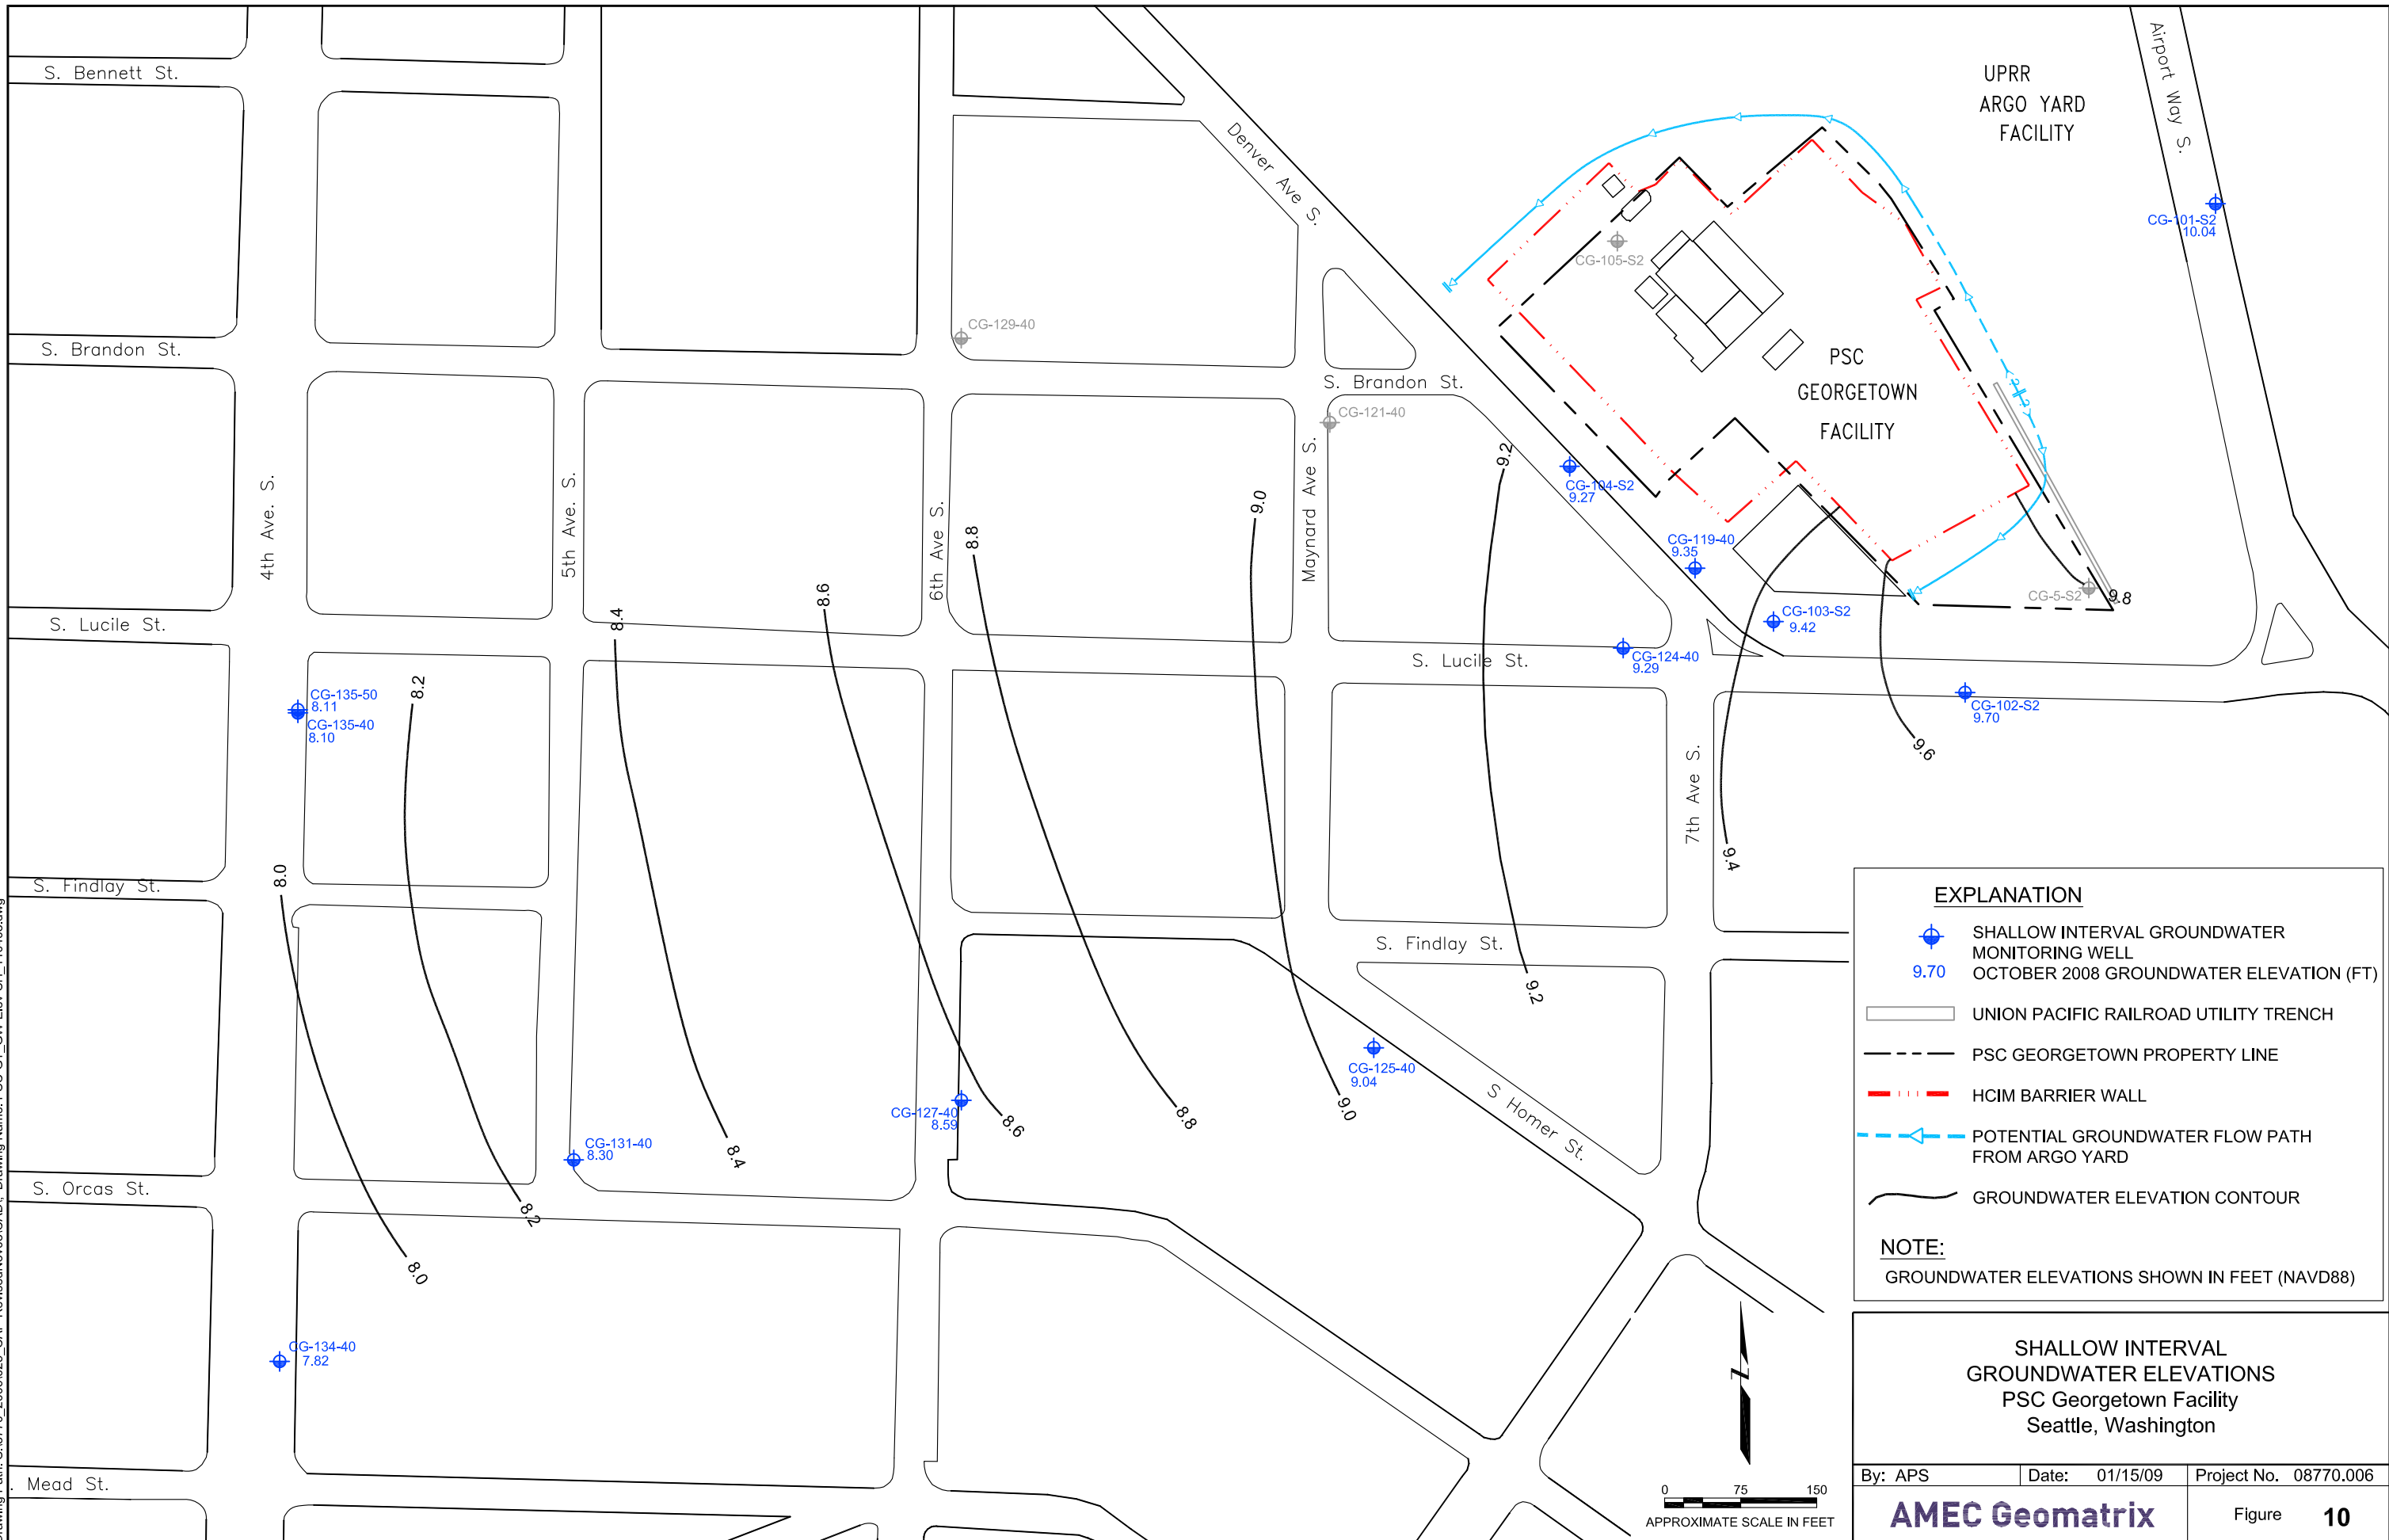 S. Bennett St.
Denver Ave S.
UPRR
ARGO YARD
FACILITY
Airport Way S.
CG-101-S2
10.04
CG-105-S2
CG-129-40
S. Brandon St.
S. Brandon St.
PSC
GEORGETOWN
FACILITY
CG-121-40
4th Ave. S.
5th Ave. S.
6th Ave S.
Maynard Ave S.
9.2
9.0
8.8
8.6
8.4
CG-104-S2
9.27
CG-119-40
9.35
CG-103-S2
9.42
CG-5-S2
9.8
S. Lucile St.
S. Lucile St.
CG-124-40
9.29
CG-102-S2
9.70
CG-135-50
8.11
CG-135-40
8.10
8.2
9.6
7th Ave S.
9.4
8.0
S. Findlay St.
S. Findlay St.
9.2
CG-125-40
9.04
9.0
CG-127-40
8.59
8.6
8.8
S Homer St.
CG-131-40
8.30
8.4
S. Orcas St.
8.2
8.0
CG-134-40
7.82
. Mead St.
EXPLANATION
SHALLOW INTERVAL GROUNDWATER
MONITORING WELL
9.70 OCTOBER 2008 GROUNDWATER ELEVATION (FT)
UNION PACIFIC RAILROAD UTILITY TRENCH
PSC GEORGETOWN PROPERTY LINE
HCIM BARRIER WALL
POTENTIAL GROUNDWATER FLOW PATH
FROM ARGO YARD
GROUNDWATER ELEVATION CONTOUR
NOTE:
GROUNDWATER ELEVATIONS SHOWN IN FEET (NAVD88)
Z
0 75 150
APPROXIMATE SCALE IN FEET
SHALLOW INTERVAL
GROUNDWATER ELEVATIONS
PSC Georgetown Facility
Seattle, Washington
By: APS Date: 01/15/09 Project No. 08770.006
AMEC Geomatrix Figure 10